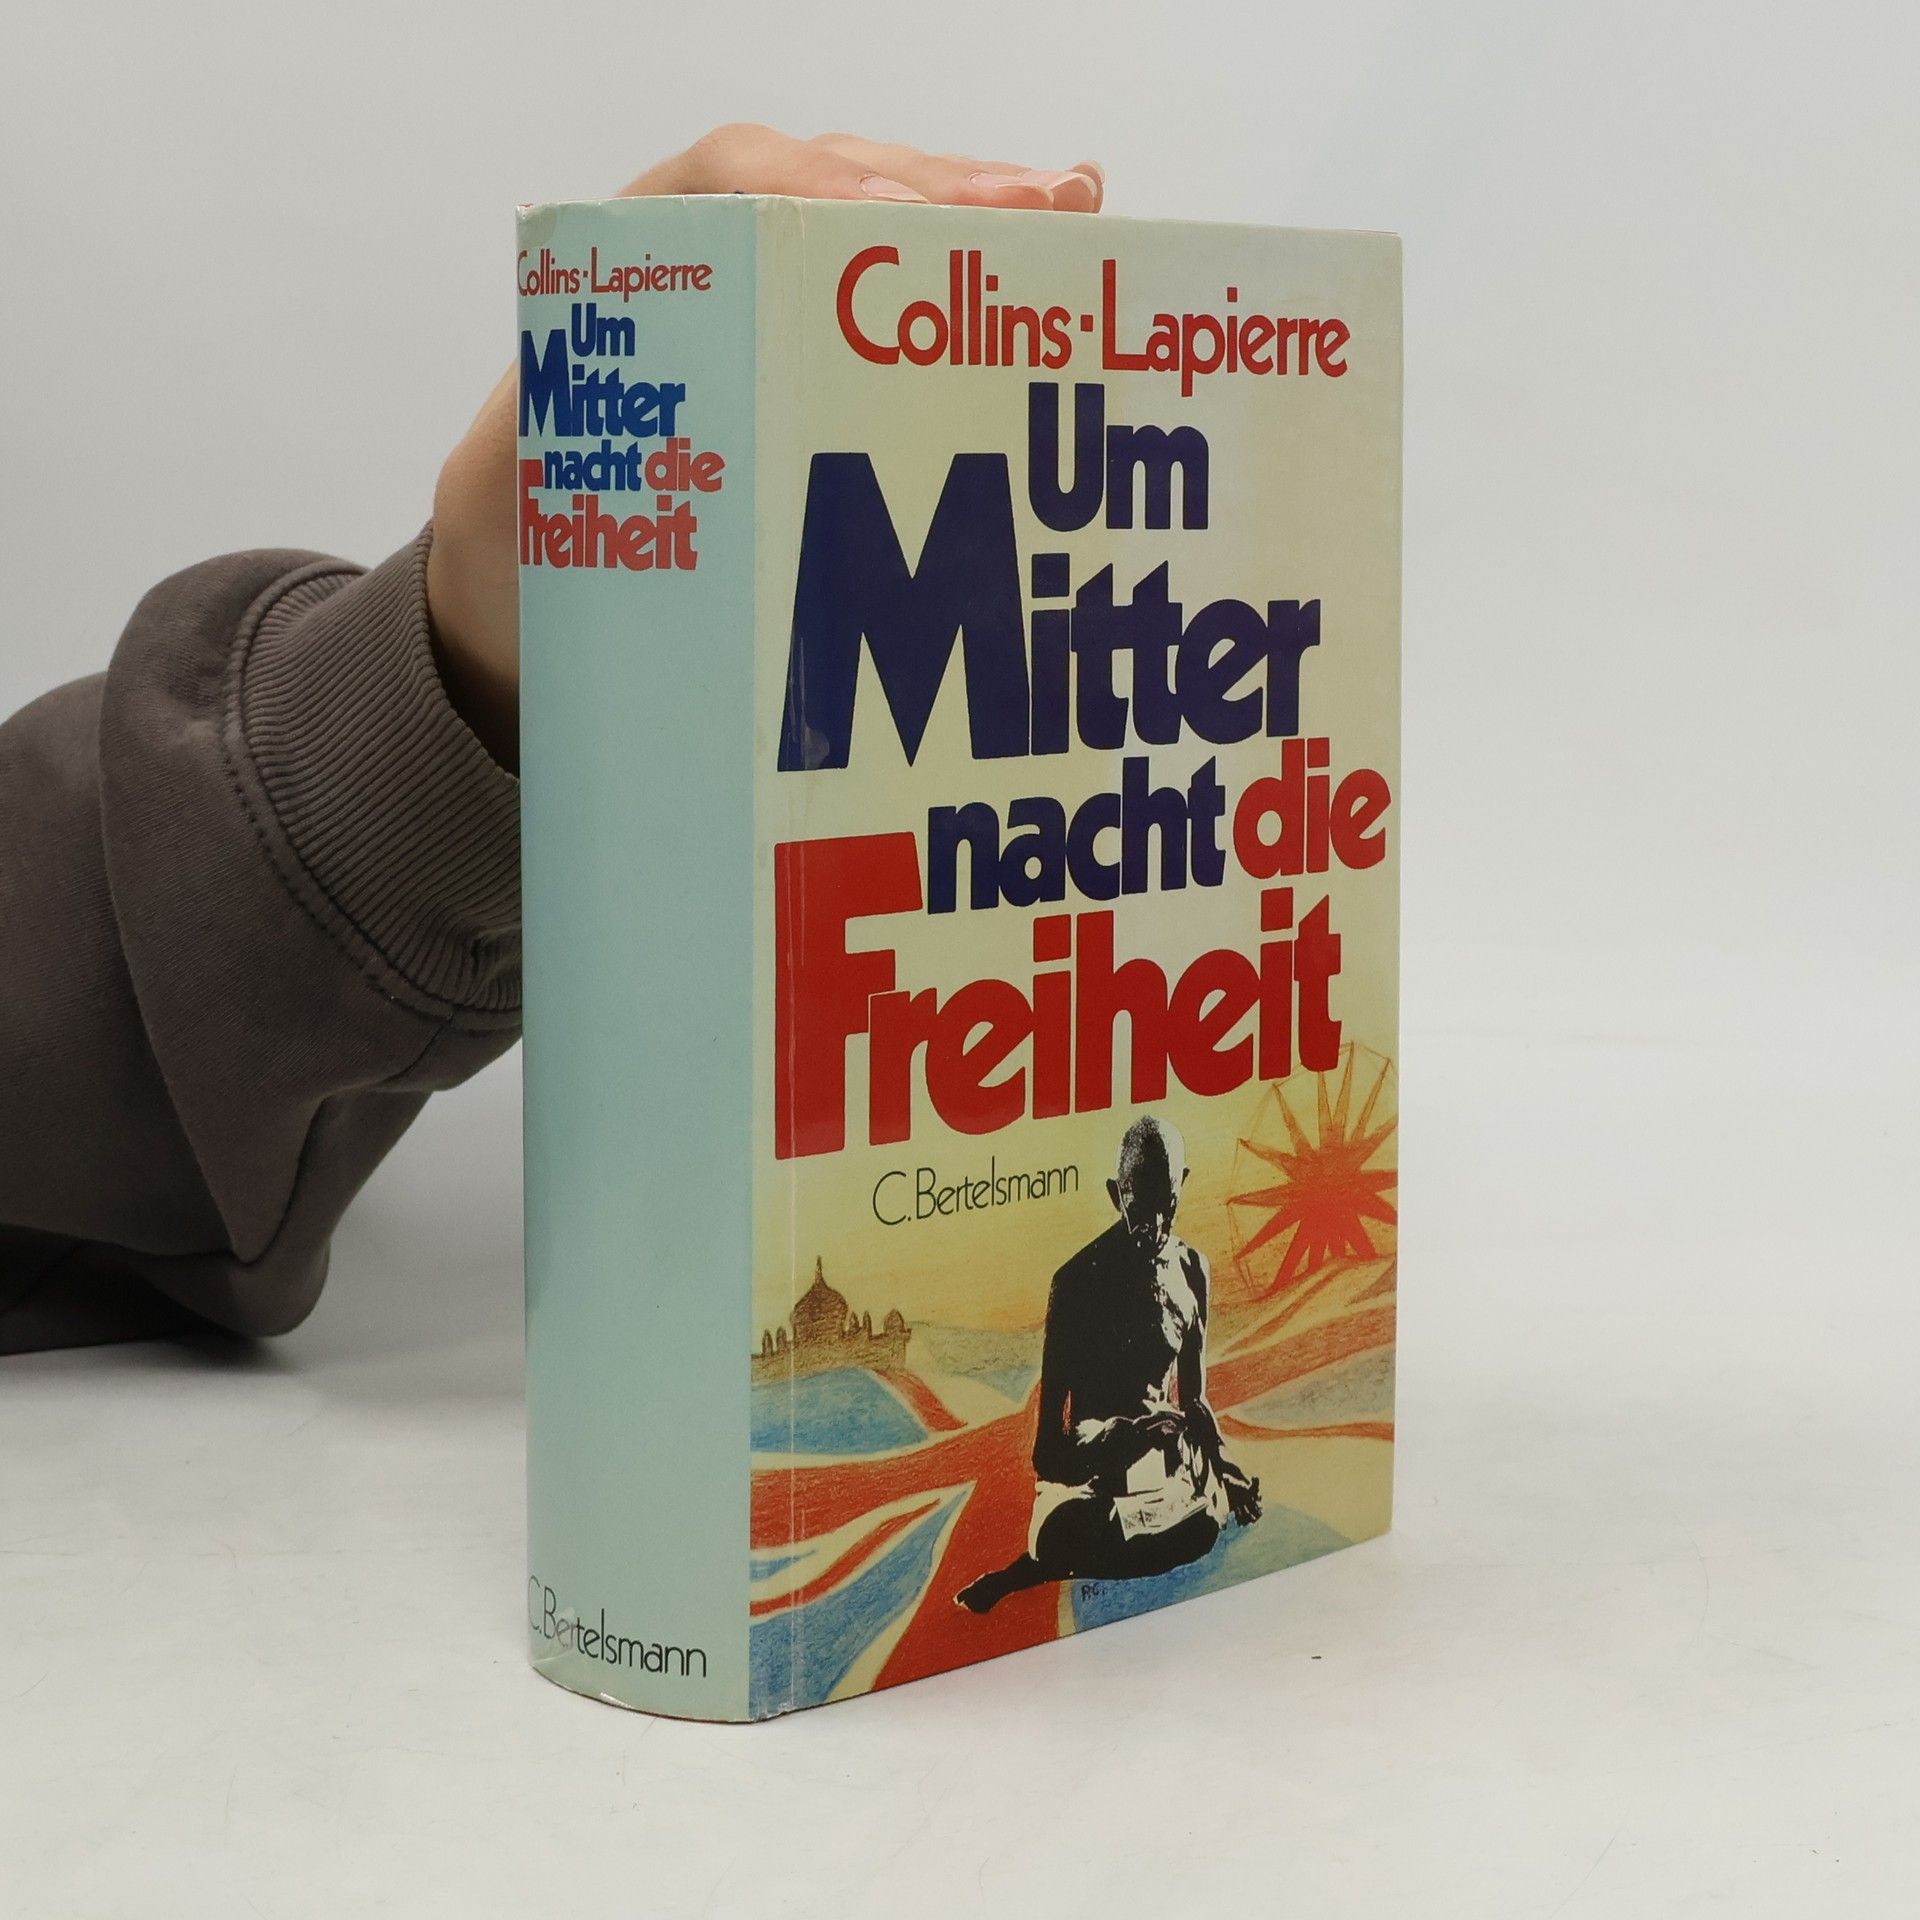 Collins·Lapierre
Um
Mitter
nacht die
Freiheit
C. Bertelsmann
Collins·Lapierre
Um
Mitter
nacht die
Freiheit
C. Bertelsmann